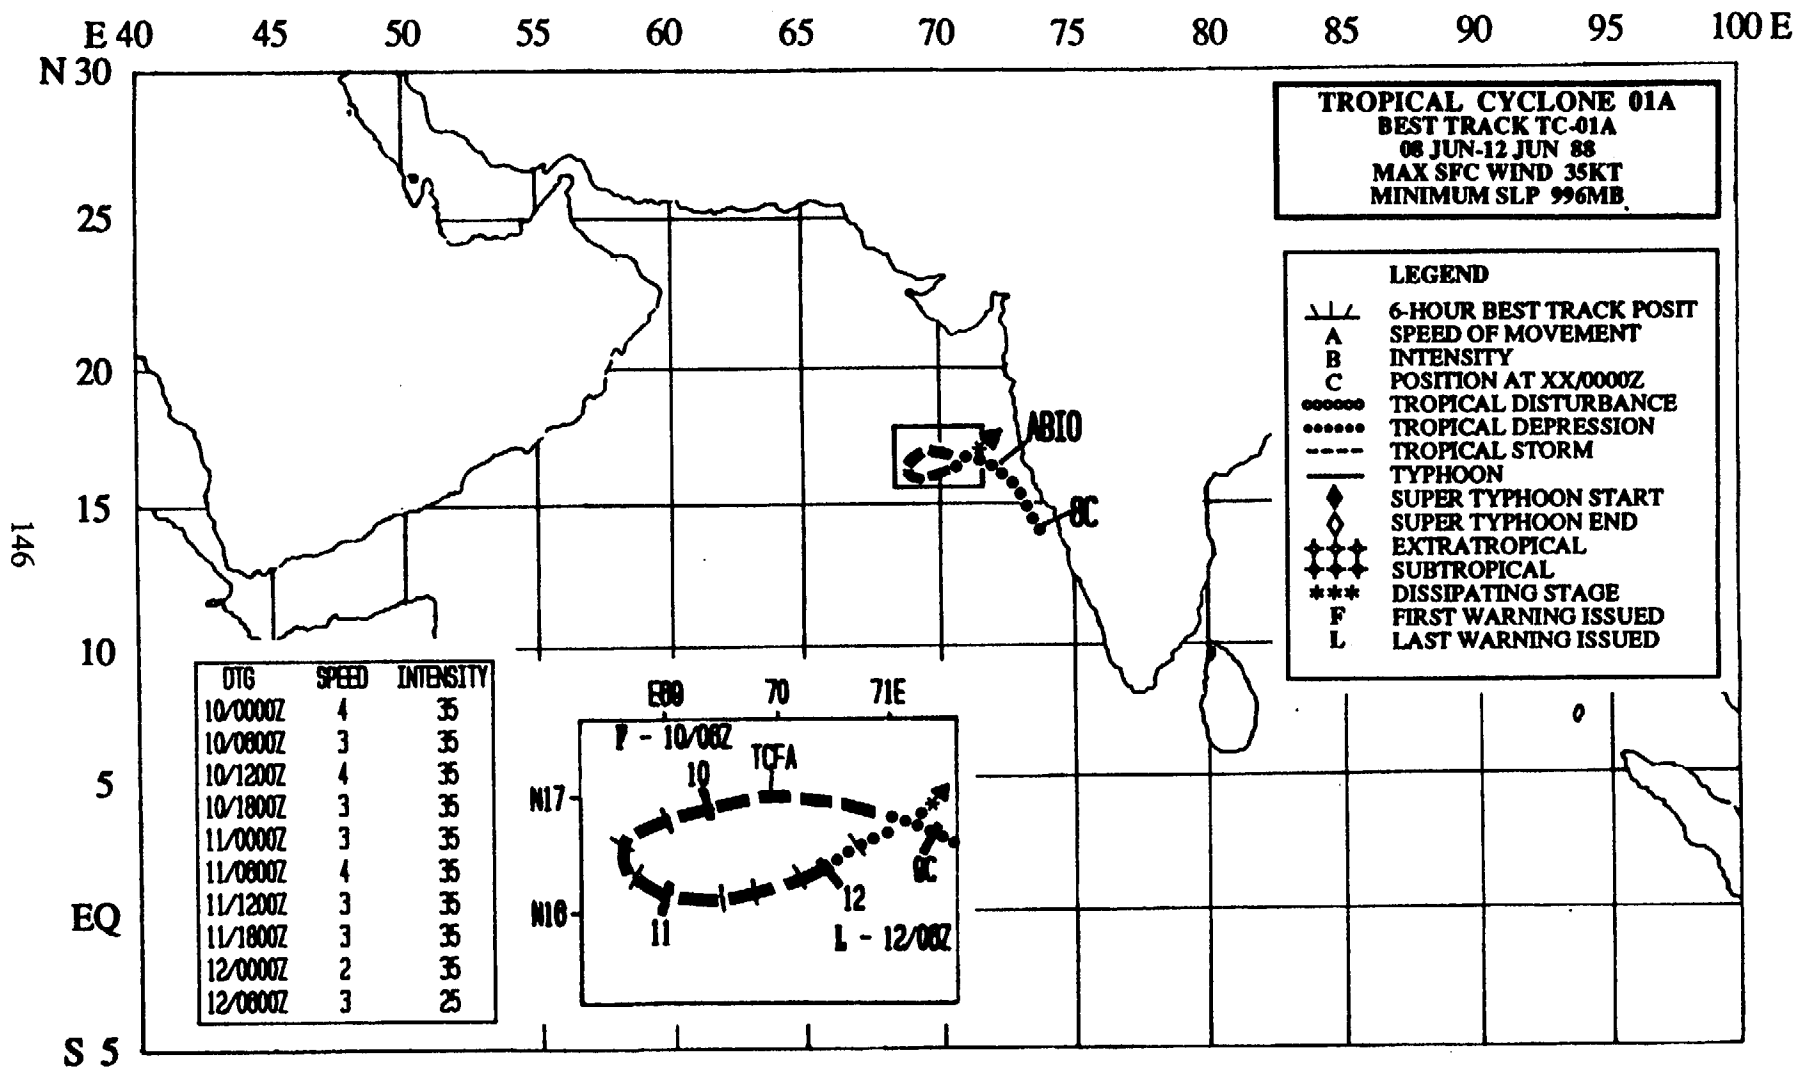 E 40 45 50 55 60 65 70 75 80 85 90 95 100 E
N 30
25
20
15
10
5
EQ
S 5
146
TROPICAL CYCLONE 01A
BEST TRACK TC-01A
08 JUN-12 JUN 88
MAX SFC WIND 35KT
MINIMUM SLP 996MB
LEGEND
6-HOUR BEST TRACK POSIT
A SPEED OF MOVEMENT
B INTENSITY
C POSITION AT XX/0000Z
TROPICAL DISTURBANCE
TROPICAL DEPRESSION
TROPICAL STORM
TYPHOON
SUPER TYPHOON START
SUPER TYPHOON END
EXTRATROPICAL
SUBTROPICAL
*** DISSIPATING STAGE
F FIRST WARNING ISSUED
L LAST WARNING ISSUED
ABIO
DTG SPEED INTENSITY
10/0000Z 4 35
10/0600Z 3 35
10/1200Z 4 35
10/1800Z 3 35
11/0000Z 3 35
11/0600Z 4 35
11/1200Z 3 35
11/1800Z 3 35
12/0000Z 2 35
12/0600Z 3 25
E69 70 71E
F - 10/06Z
TCFA
10
N17
N16
11
12
L - 12/06Z